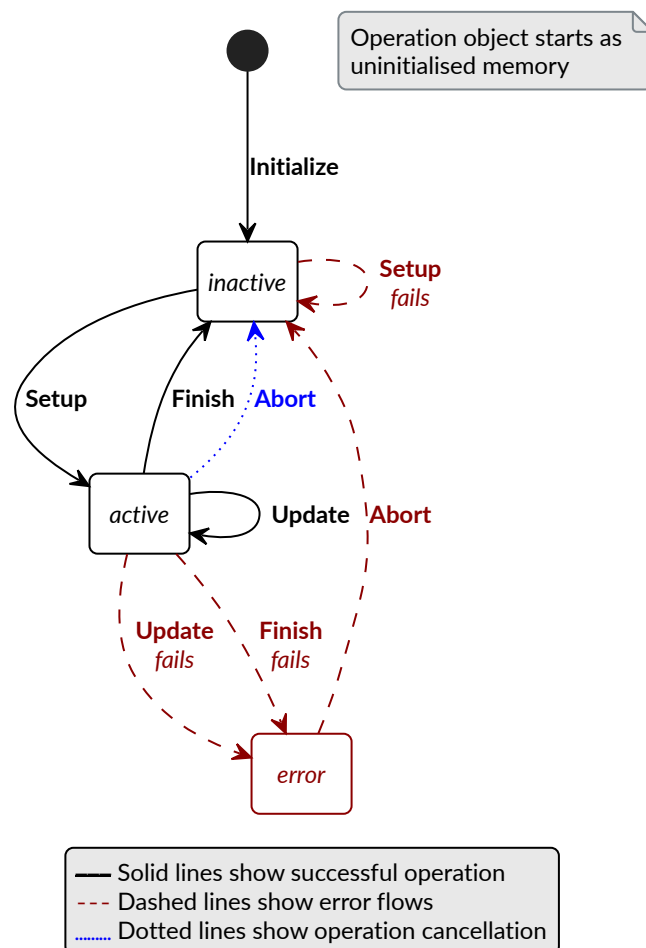 Operation object starts as
uninitialised memory
Initialize
inactive
Setup
fails
Setup
Finish
Abort
active
Update
Abort
Update
fails
Finish
fails
error
Solid lines show successful operation
Dashed lines show error flows
Dotted lines show operation cancellation